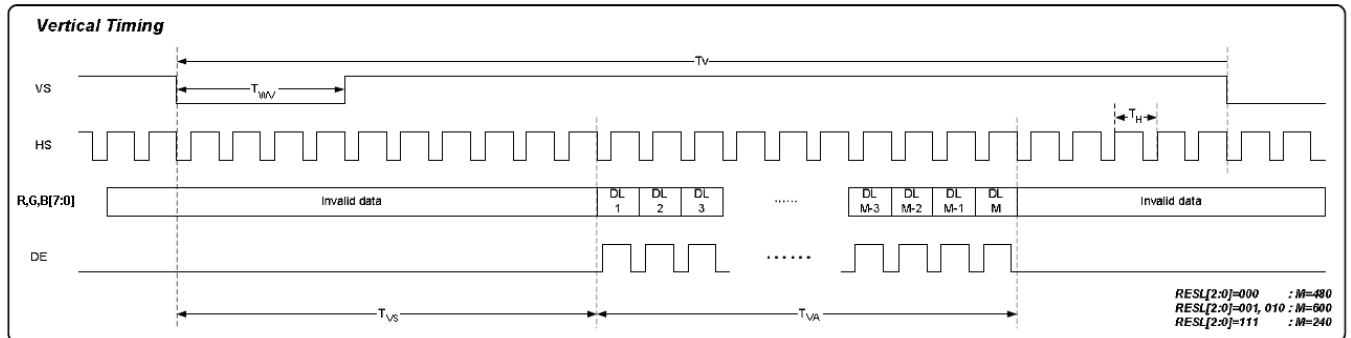 Vertical Timing
Tv
VS
TWV
HS
TH
R,G,B[7:0]
Invalid data
DL 1
DL 2
DL 3
......
DL M-3
DL M-2
DL M-1
DL M
Invalid data
DE
......
RESL[2:0]=000 : M=480
RESL[2:0]=001, 010 : M=600
RESL[2:0]=111 : M=240
TVS
TVA